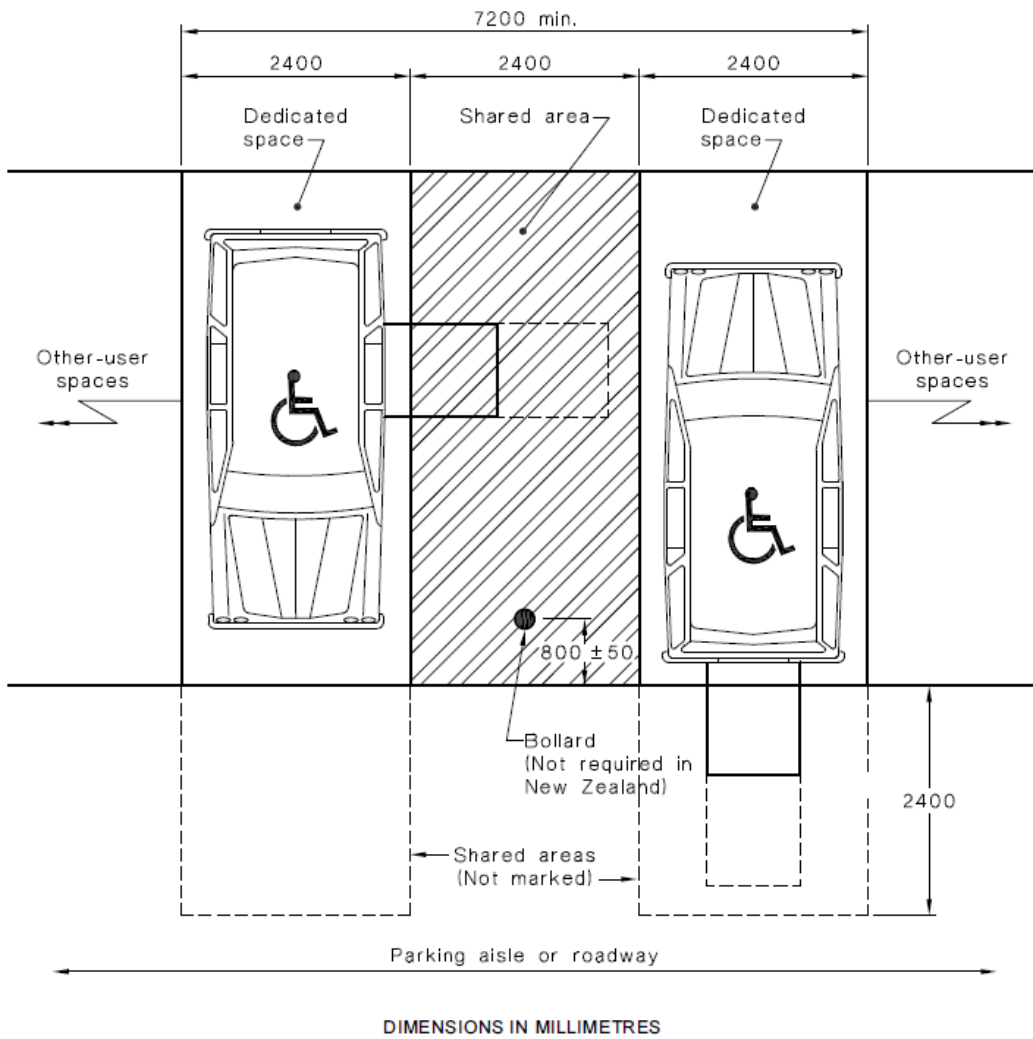 7200 min.
2400
2400
2400
Dedicated
space
Shared area
Dedicated
space
Other-user
spaces
Other-user
spaces
800 ±50
Bollard
(Not required in
New Zealand)
2400
Shared areas
(Not marked)
Parking aisle or roadway
DIMENSIONS IN MILLIMETRES